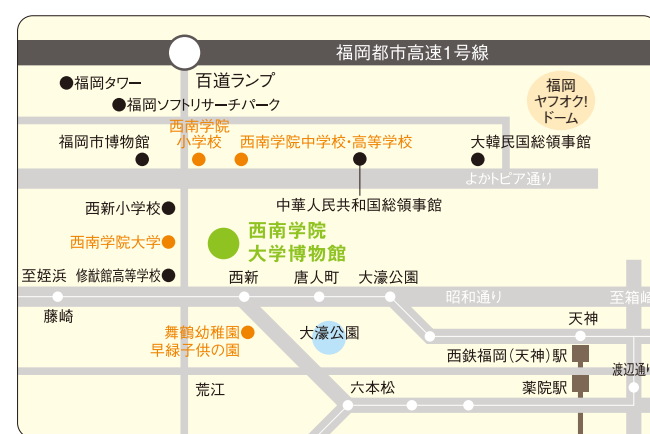 福岡都市高速1号線
福岡タワー
百道ランプ
福岡
ヤフオク!
ドーム
福岡ソフトリサーチパーク
西南学院
小学校
福岡市博物館
西南学院中学校・高等学校
大韓民国総領事館
よかトピア通り
中華人民共和国総領事館
西新小学校
西南学院
大学博物館
西南学院大学
至姪浜
修猷館高等学校
西新
唐人町
大濠公園
昭和通り
至箱崎
藤崎
天神
舞鶴幼稚園
早緑子供の園
大濠公園
西鉄福岡(天神)駅
渡辺通り
荒江
六本松
薬院駅